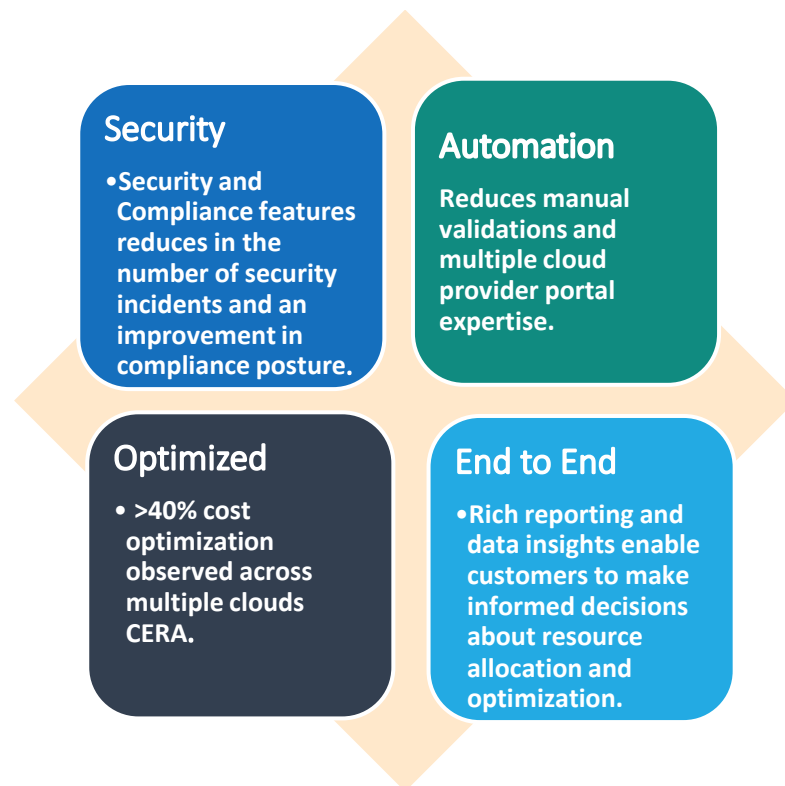 Security
•Security and
Compliance features
reduces in the
number of security
incidents and an
improvement in
compliance posture.
Automation
Reduces manual
validations and
multiple cloud
provider portal
expertise.
Optimized
• >40% cost
optimization
observed across
multiple clouds
CERA.
End to End
•Rich reporting and
data insights enable
customers to make
informed decisions
about resource
allocation and
optimization.